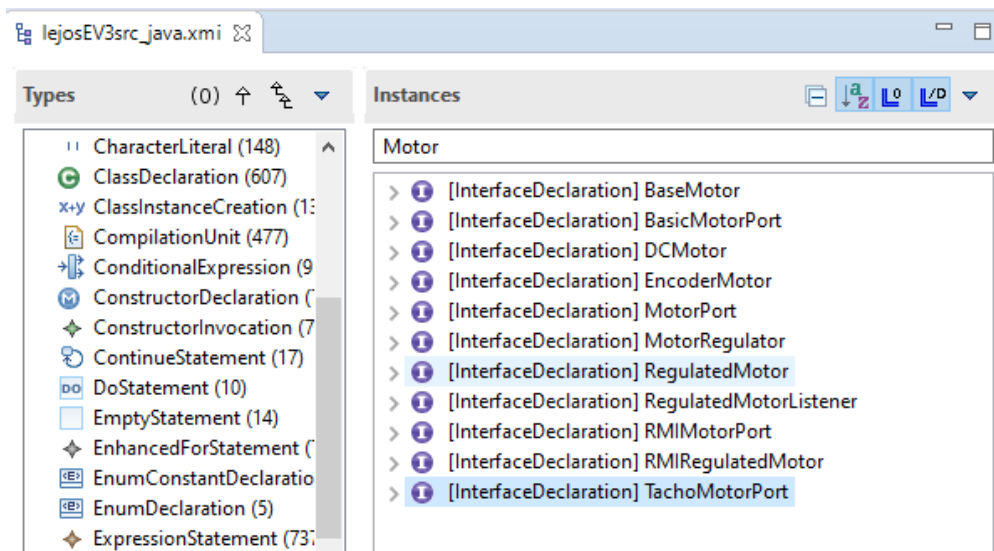 lejosEV3src_java.xmi
Types (0)
CharacterLiteral (148)
ClassDeclaration (607)
ClassInstanceCreation (13
CompilationUnit (477)
ConditionalExpression (9
ConstructorDeclaration (
ConstructorInvocation (7
ContinueStatement (17)
DoStatement (10)
EmptyStatement (14)
EnhancedForStatement (
EnumConstantDeclaratio
EnumDeclaration (5)
ExpressionStatement (737
Instances
Motor
[InterfaceDeclaration] BaseMotor
[InterfaceDeclaration] BasicMotorPort
[InterfaceDeclaration] DCMotor
[InterfaceDeclaration] EncoderMotor
[InterfaceDeclaration] MotorPort
[InterfaceDeclaration] MotorRegulator
[InterfaceDeclaration] RegulatedMotor
[InterfaceDeclaration] RegulatedMotorListener
[InterfaceDeclaration] RMIMotorPort
[InterfaceDeclaration] RMIRegulatedMotor
[InterfaceDeclaration] TachoMotorPort